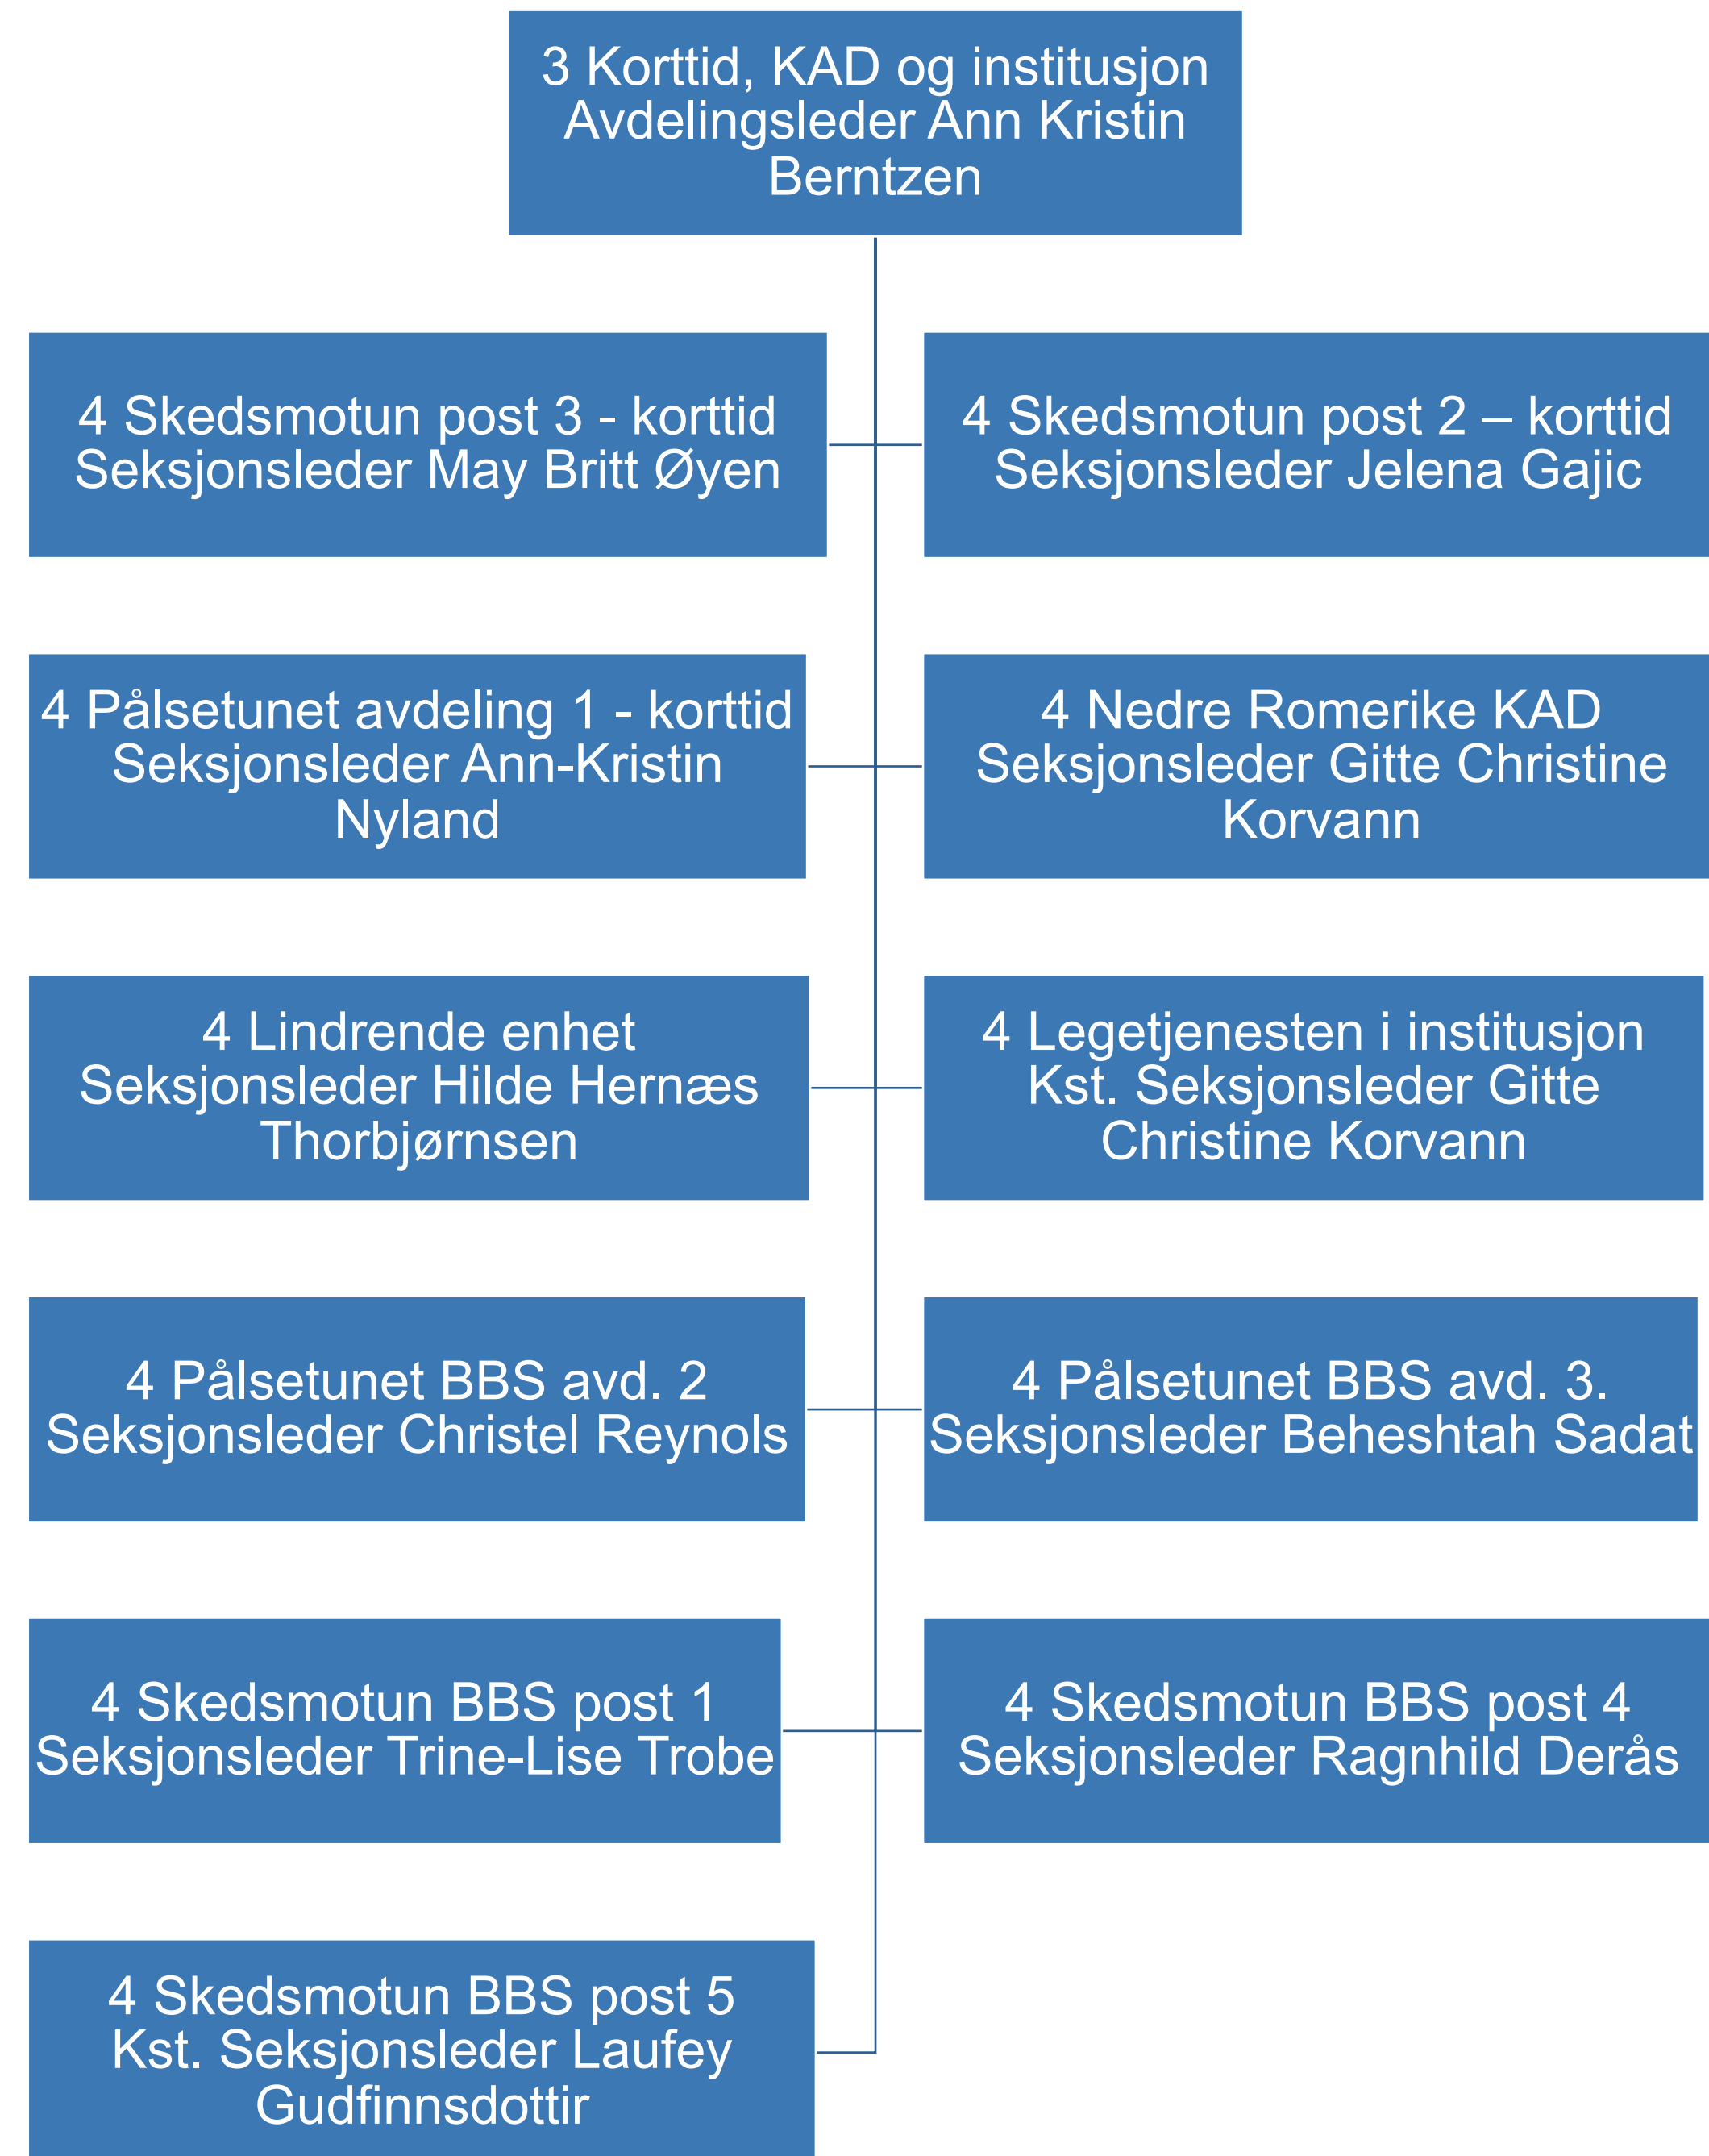 3 Korttid, KAD og institusjon
Avdelingsleder Ann Kristin
Berntzen
4 Skedsmotun post 3 - korttid
Seksjonsleder May Britt Øyen
4 Skedsmotun post 2 – korttid
Seksjonsleder Jelena Gajic
4 Pålsetunet avdeling 1 - korttid
Seksjonsleder Ann-Kristin
Nyland
4 Nedre Romerike KAD
Seksjonsleder Gitte Christine
Korvann
4 Lindrende enhet
Seksjonsleder Hilde Hernæs
Thorbjørnsen
4 Legetjenesten i institusjon
Kst. Seksjonsleder Gitte
Christine Korvann
4 Pålsetunet BBS avd. 2
Seksjonsleder Christel Reynols
4 Pålsetunet BBS avd. 3.
Seksjonsleder Beheshtah Sadat
4 Skedsmotun BBS post 1
Seksjonsleder Trine-Lise Trobe
4 Skedsmotun BBS post 4
Seksjonsleder Ragnhild Derås
4 Skedsmotun BBS post 5
Kst. Seksjonsleder Laufey
Gudfinnsdottir